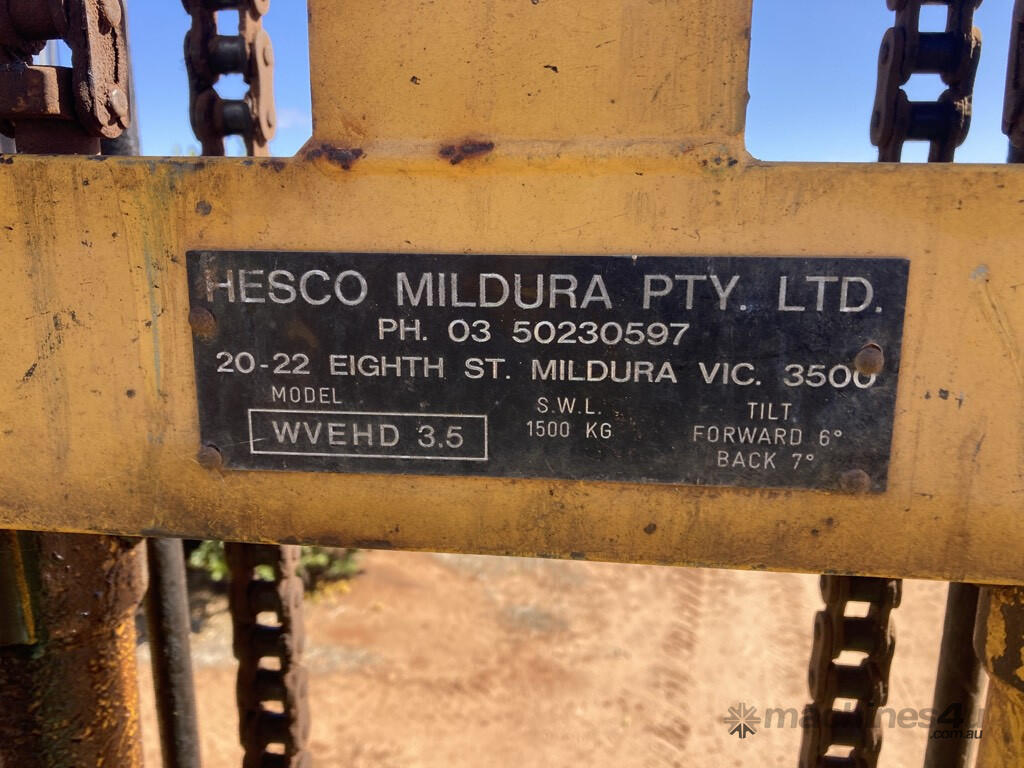 HESCO MILDURA PTY. LTD.
PH. 03 50230597
20-22 EIGHTH ST. MILDURA VIC. 3500
MODEL
WVEHD 3.5
S.W.L.
1500 KG
TILT
FORWARD 6°
BACK 7°
machines4u
.com.au